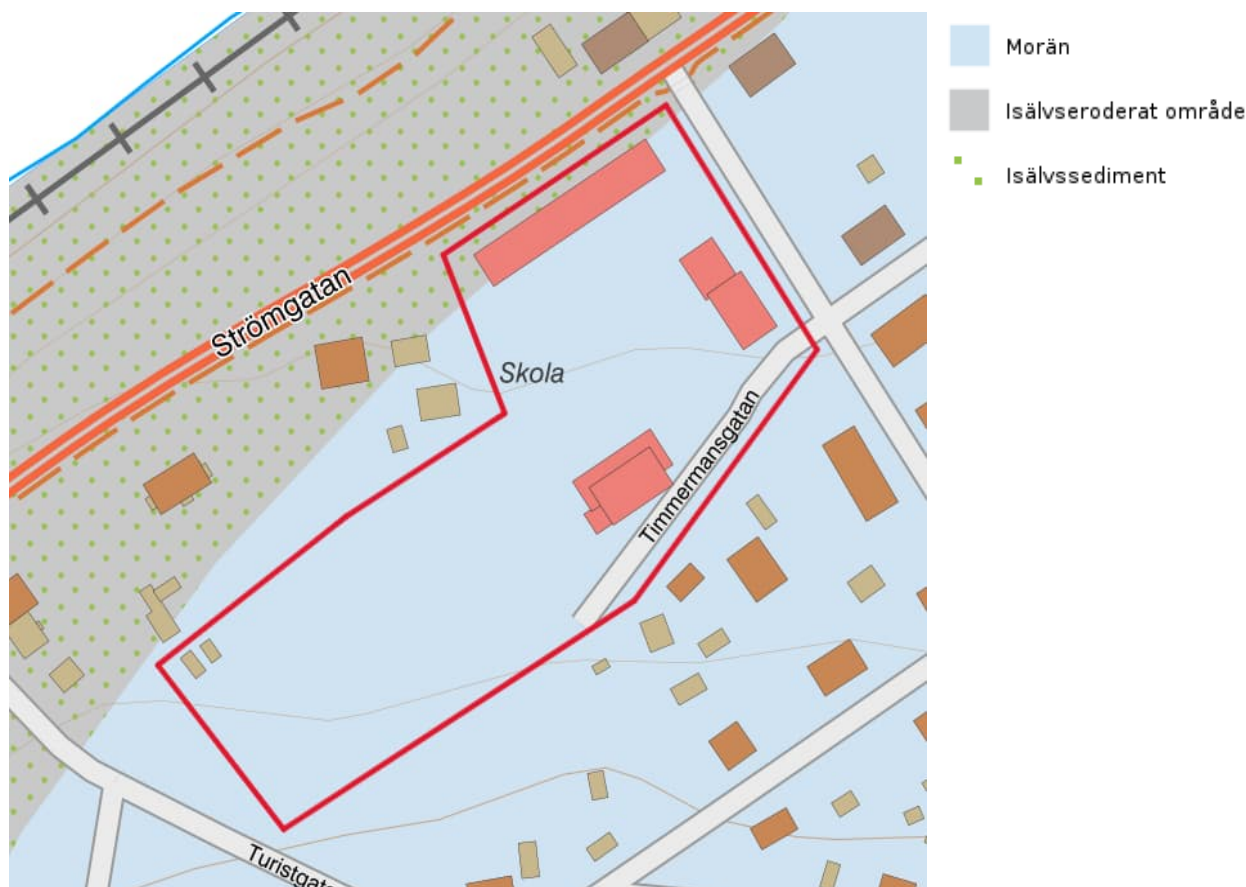 Morän
Isälvseroderat område
Isälvssediment
Strömgatan
Skola
Timmermansgatan